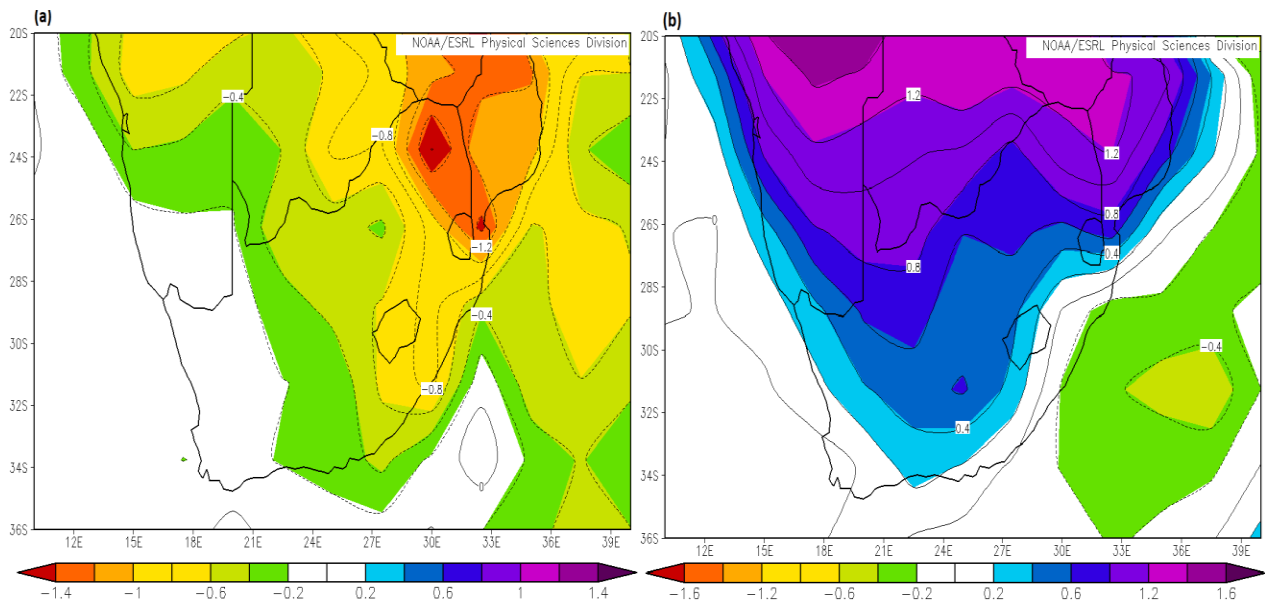 (a)
NOAA/ESRL Physical Sciences Division
20S
22S
24S
26S
28S
30S
32S
34S
36S
-0.4
-0.8
-1.2
-0.4
-0.8
0
12E
15E
18E
21E
24E
27E
30E
33E
36E
39E
-1.4
-1
-0.6
-0.2
0.2
0.6
1
1.4
(b)
NOAA/ESRL Physical Sciences Division
20S
22S
24S
26S
28S
30S
32S
34S
36S
1.2
1.2
0
0.8
0.4
0.8
-0.4
0.4
12E
15E
18E
21E
24E
27E
30E
33E
36E
39E
-1.6
-1.2
-0.6
-0.2
0.2
0.6
1.2
1.6